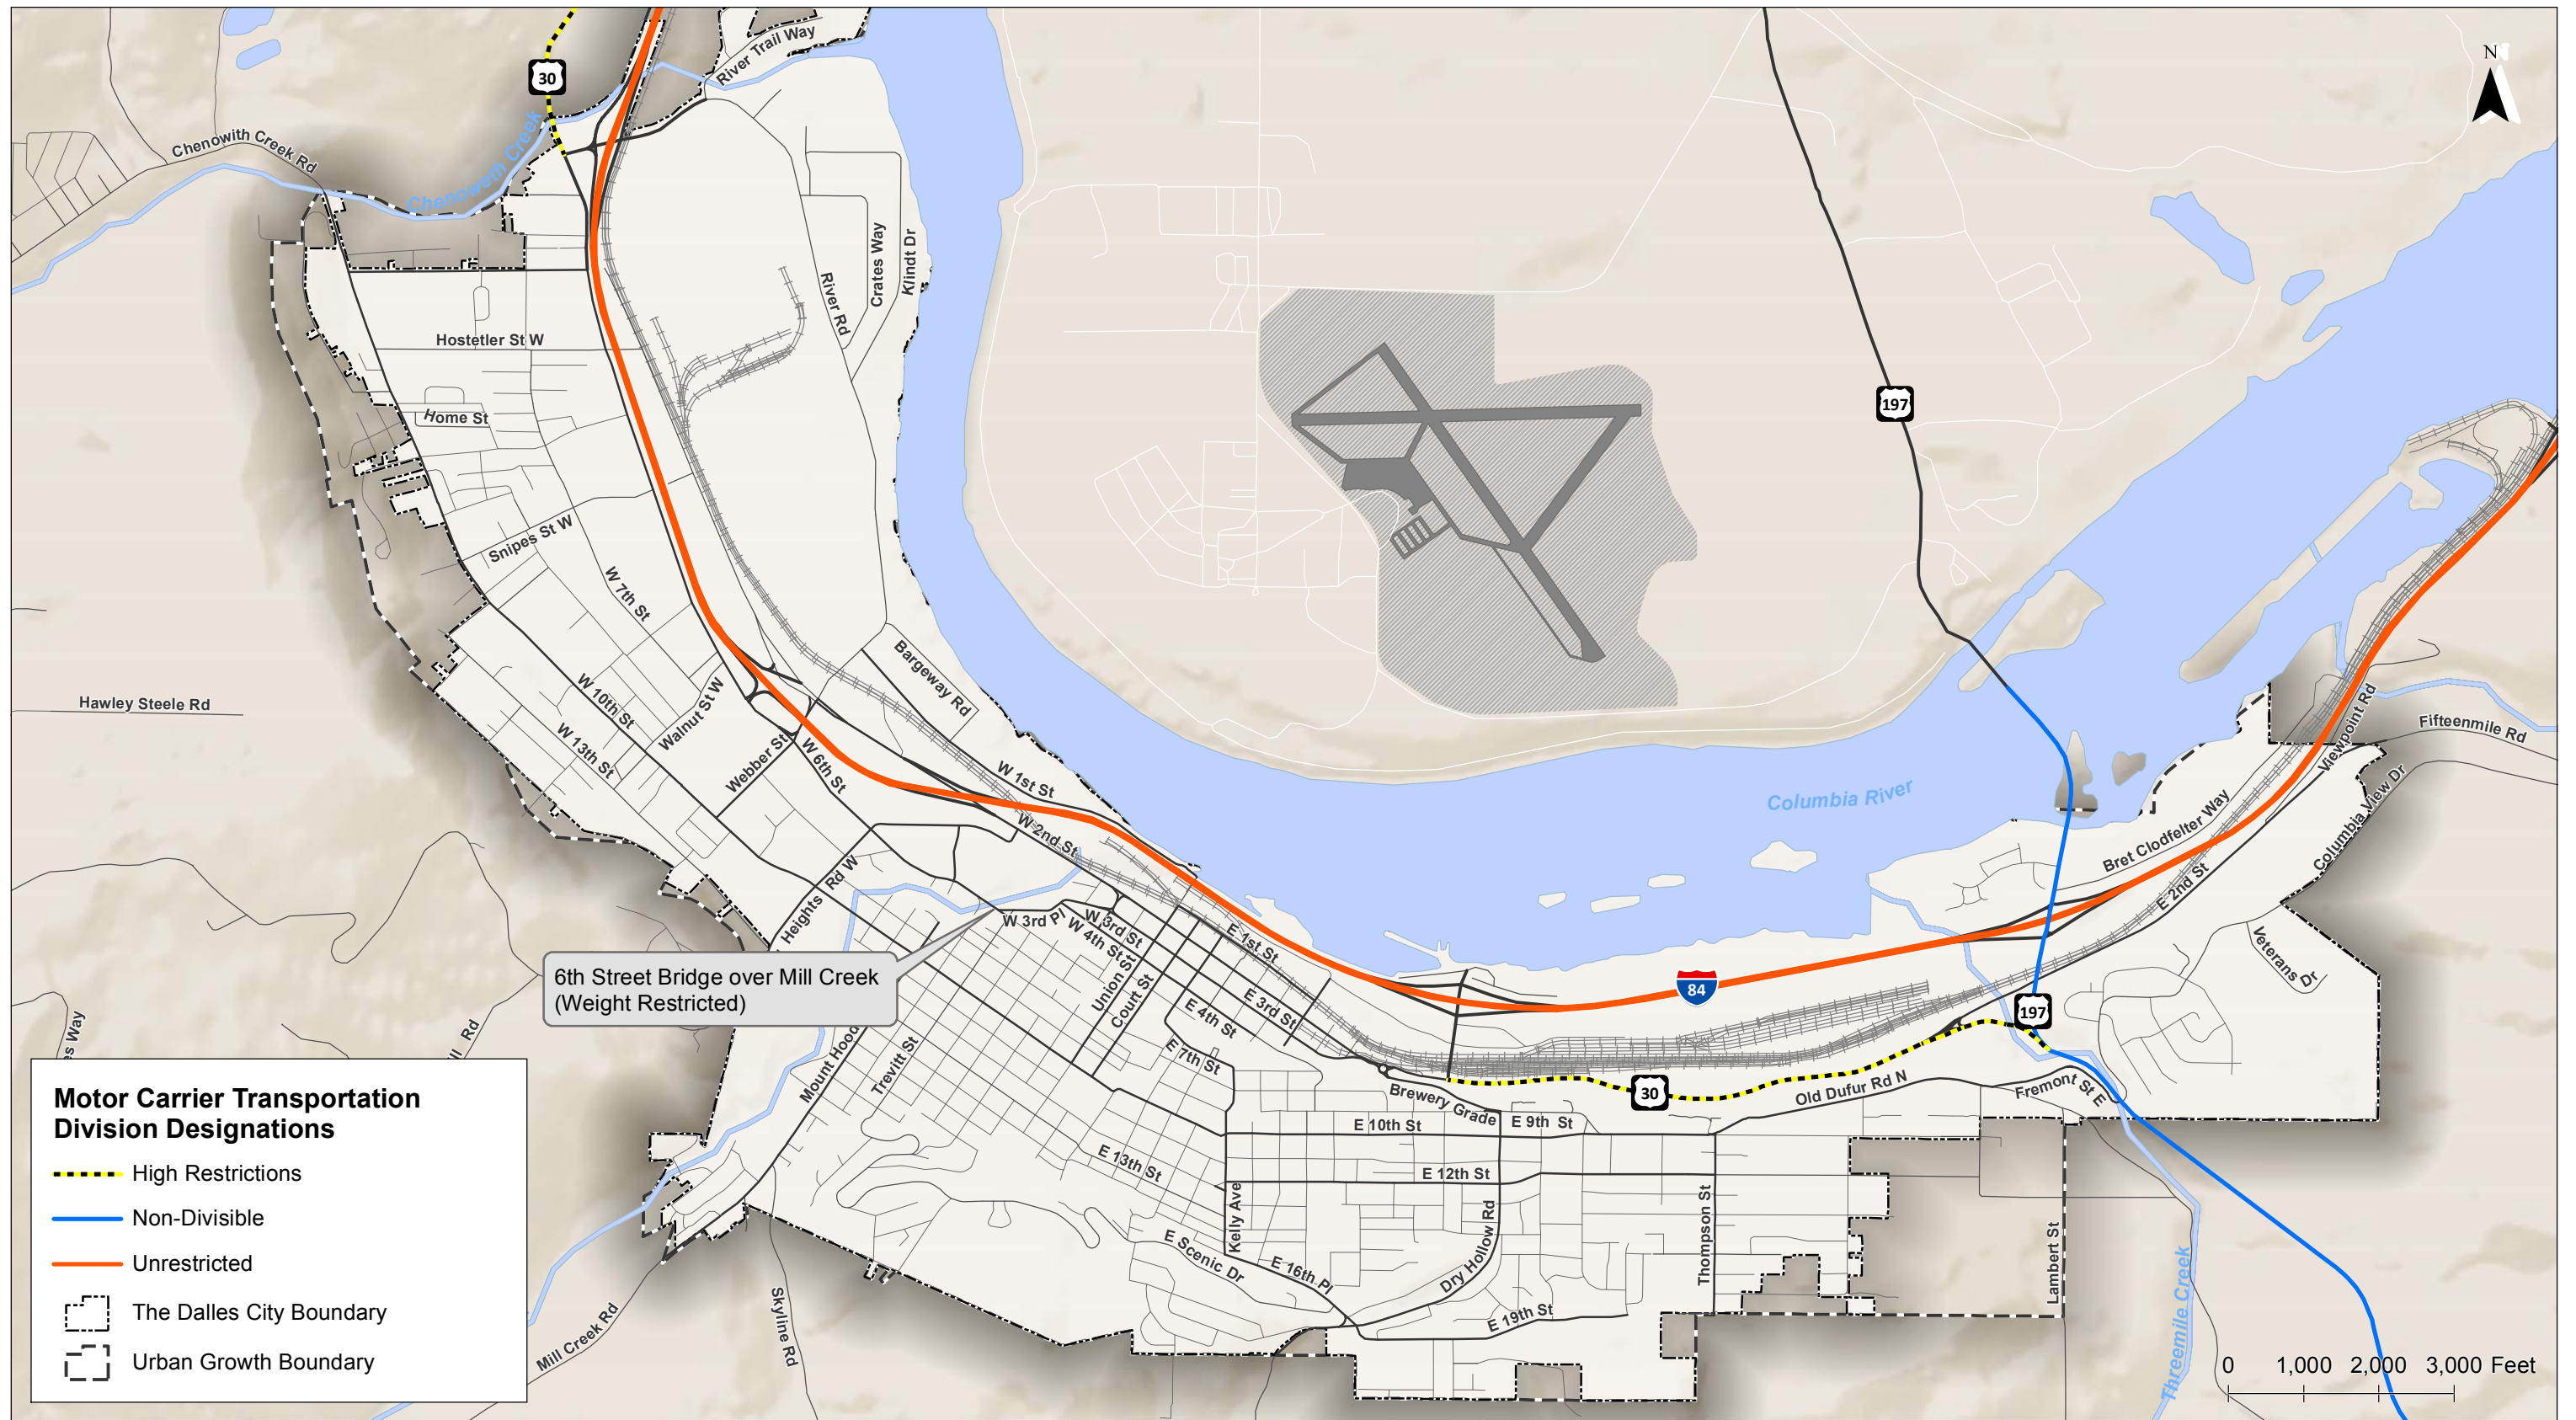 River Trail Way
30
N
Chenowith Creek Rd
Chenoweth Creek
Crates Way
Klindt Dr
River Rd
Hostetler St W
197
Home St
Snipes St W
W 7th St
Bargeway Rd
Hawley Steele Rd
W 10th St
Walnut St W
W 13th St
Webber St
W 6th St
W 1st St
Viewpoint Rd
Fifteenmile Rd
Columbia River
Columbia View Dr
Bret Clodfelter Way
W 2nd St
Heights
Rd W
E 2nd St
W 3rd Pl
W 3rd St
W 4th St
E 1st St
Veterans Dr
6th Street Bridge over Mill Creek
(Weight Restricted)
Union St
Court St
E 3rd St
E 4th St
84
197
es Way
ll Rd
Mount Hood
Trevitt St
E 7th St
Brewery Grade
30
Old Dufur Rd N
Fremont St E
E 10th St
E 9th St
E 13th St
E 12th St
Kelly Ave
Dry Hollow Rd
Thompson St
Lambert St
E Scenic Dr
E 16th Pl
E 19th St
Threemile Creek
Skyline Rd
Mill Creek Rd
Motor Carrier Transportation
Division Designations
High Restrictions
Non-Divisible
Unrestricted
The Dalles City Boundary
Urban Growth Boundary
0 1,000 2,000 3,000 Feet